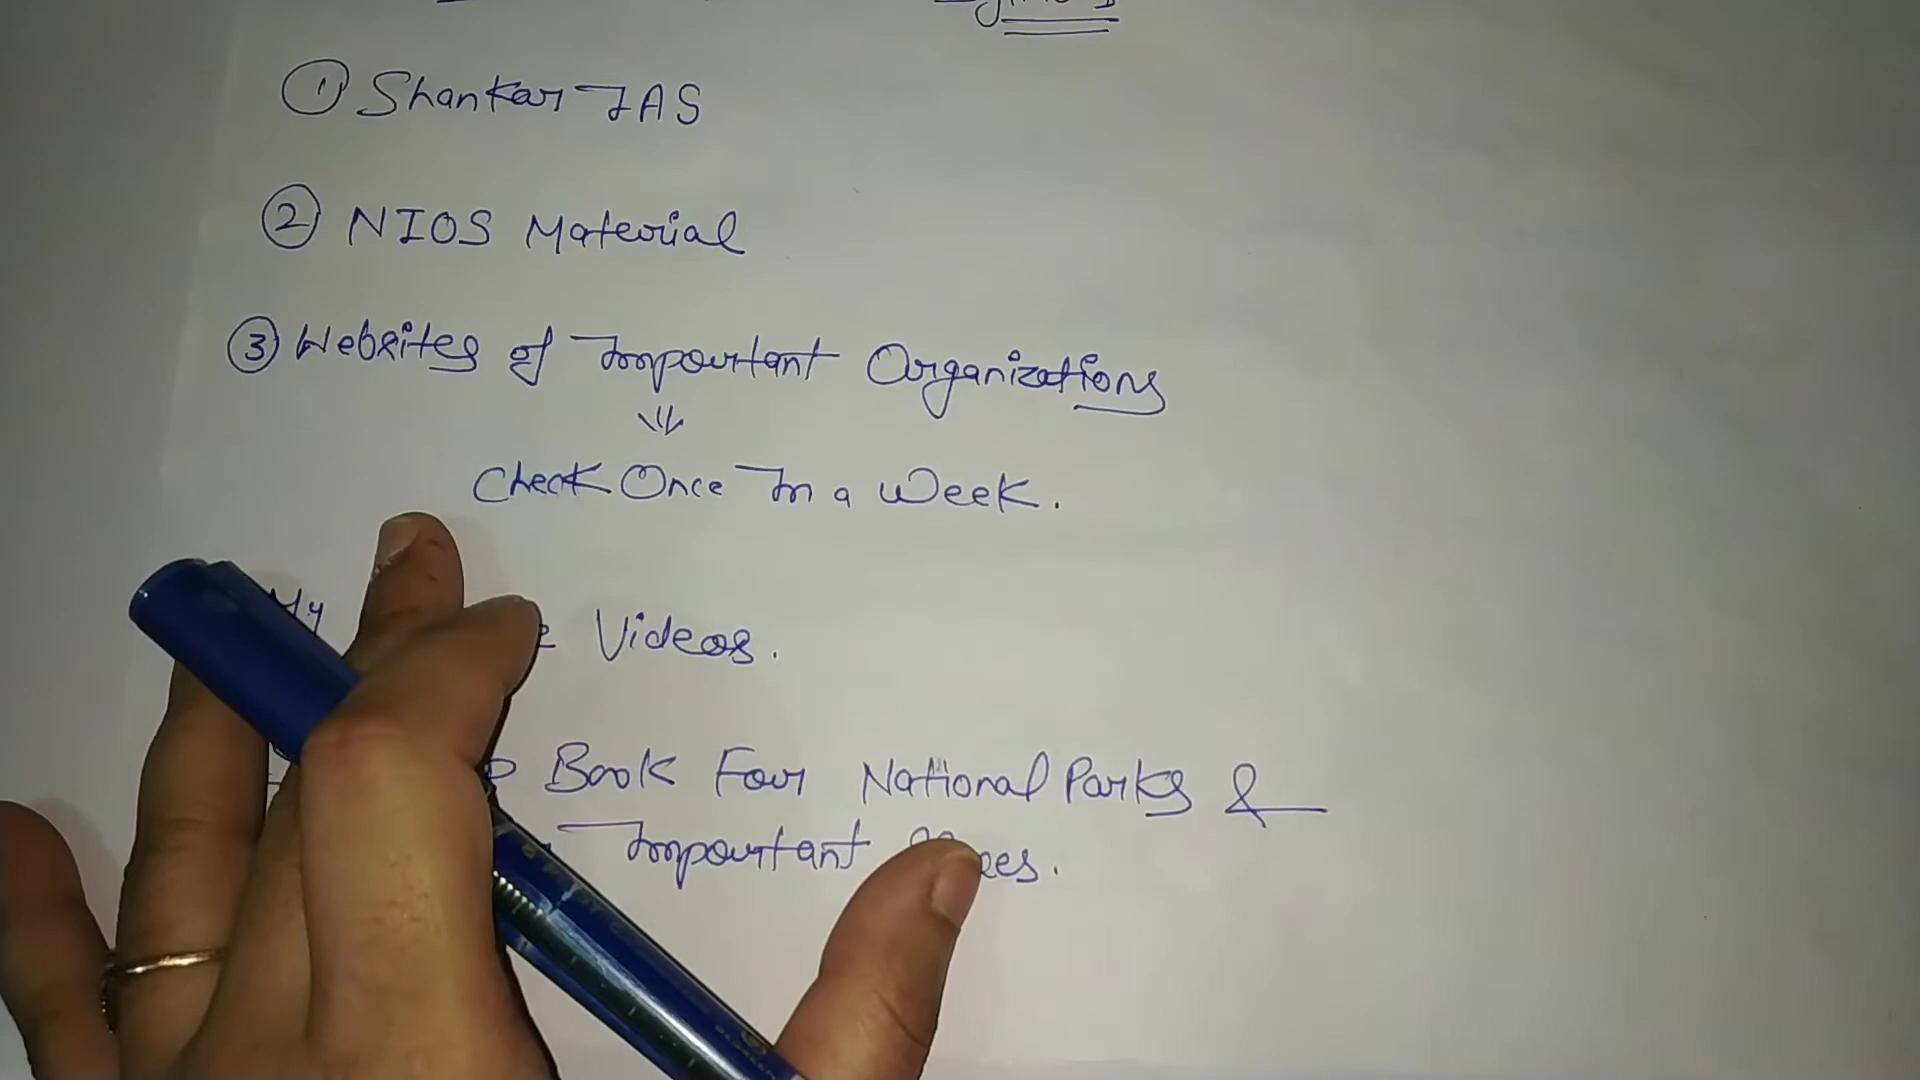 ① Shankar IAS
② NIOS Material
③ Websites of Important Organizations
Check Once In a Week.
My Videos.
Book For National Parks &
Important